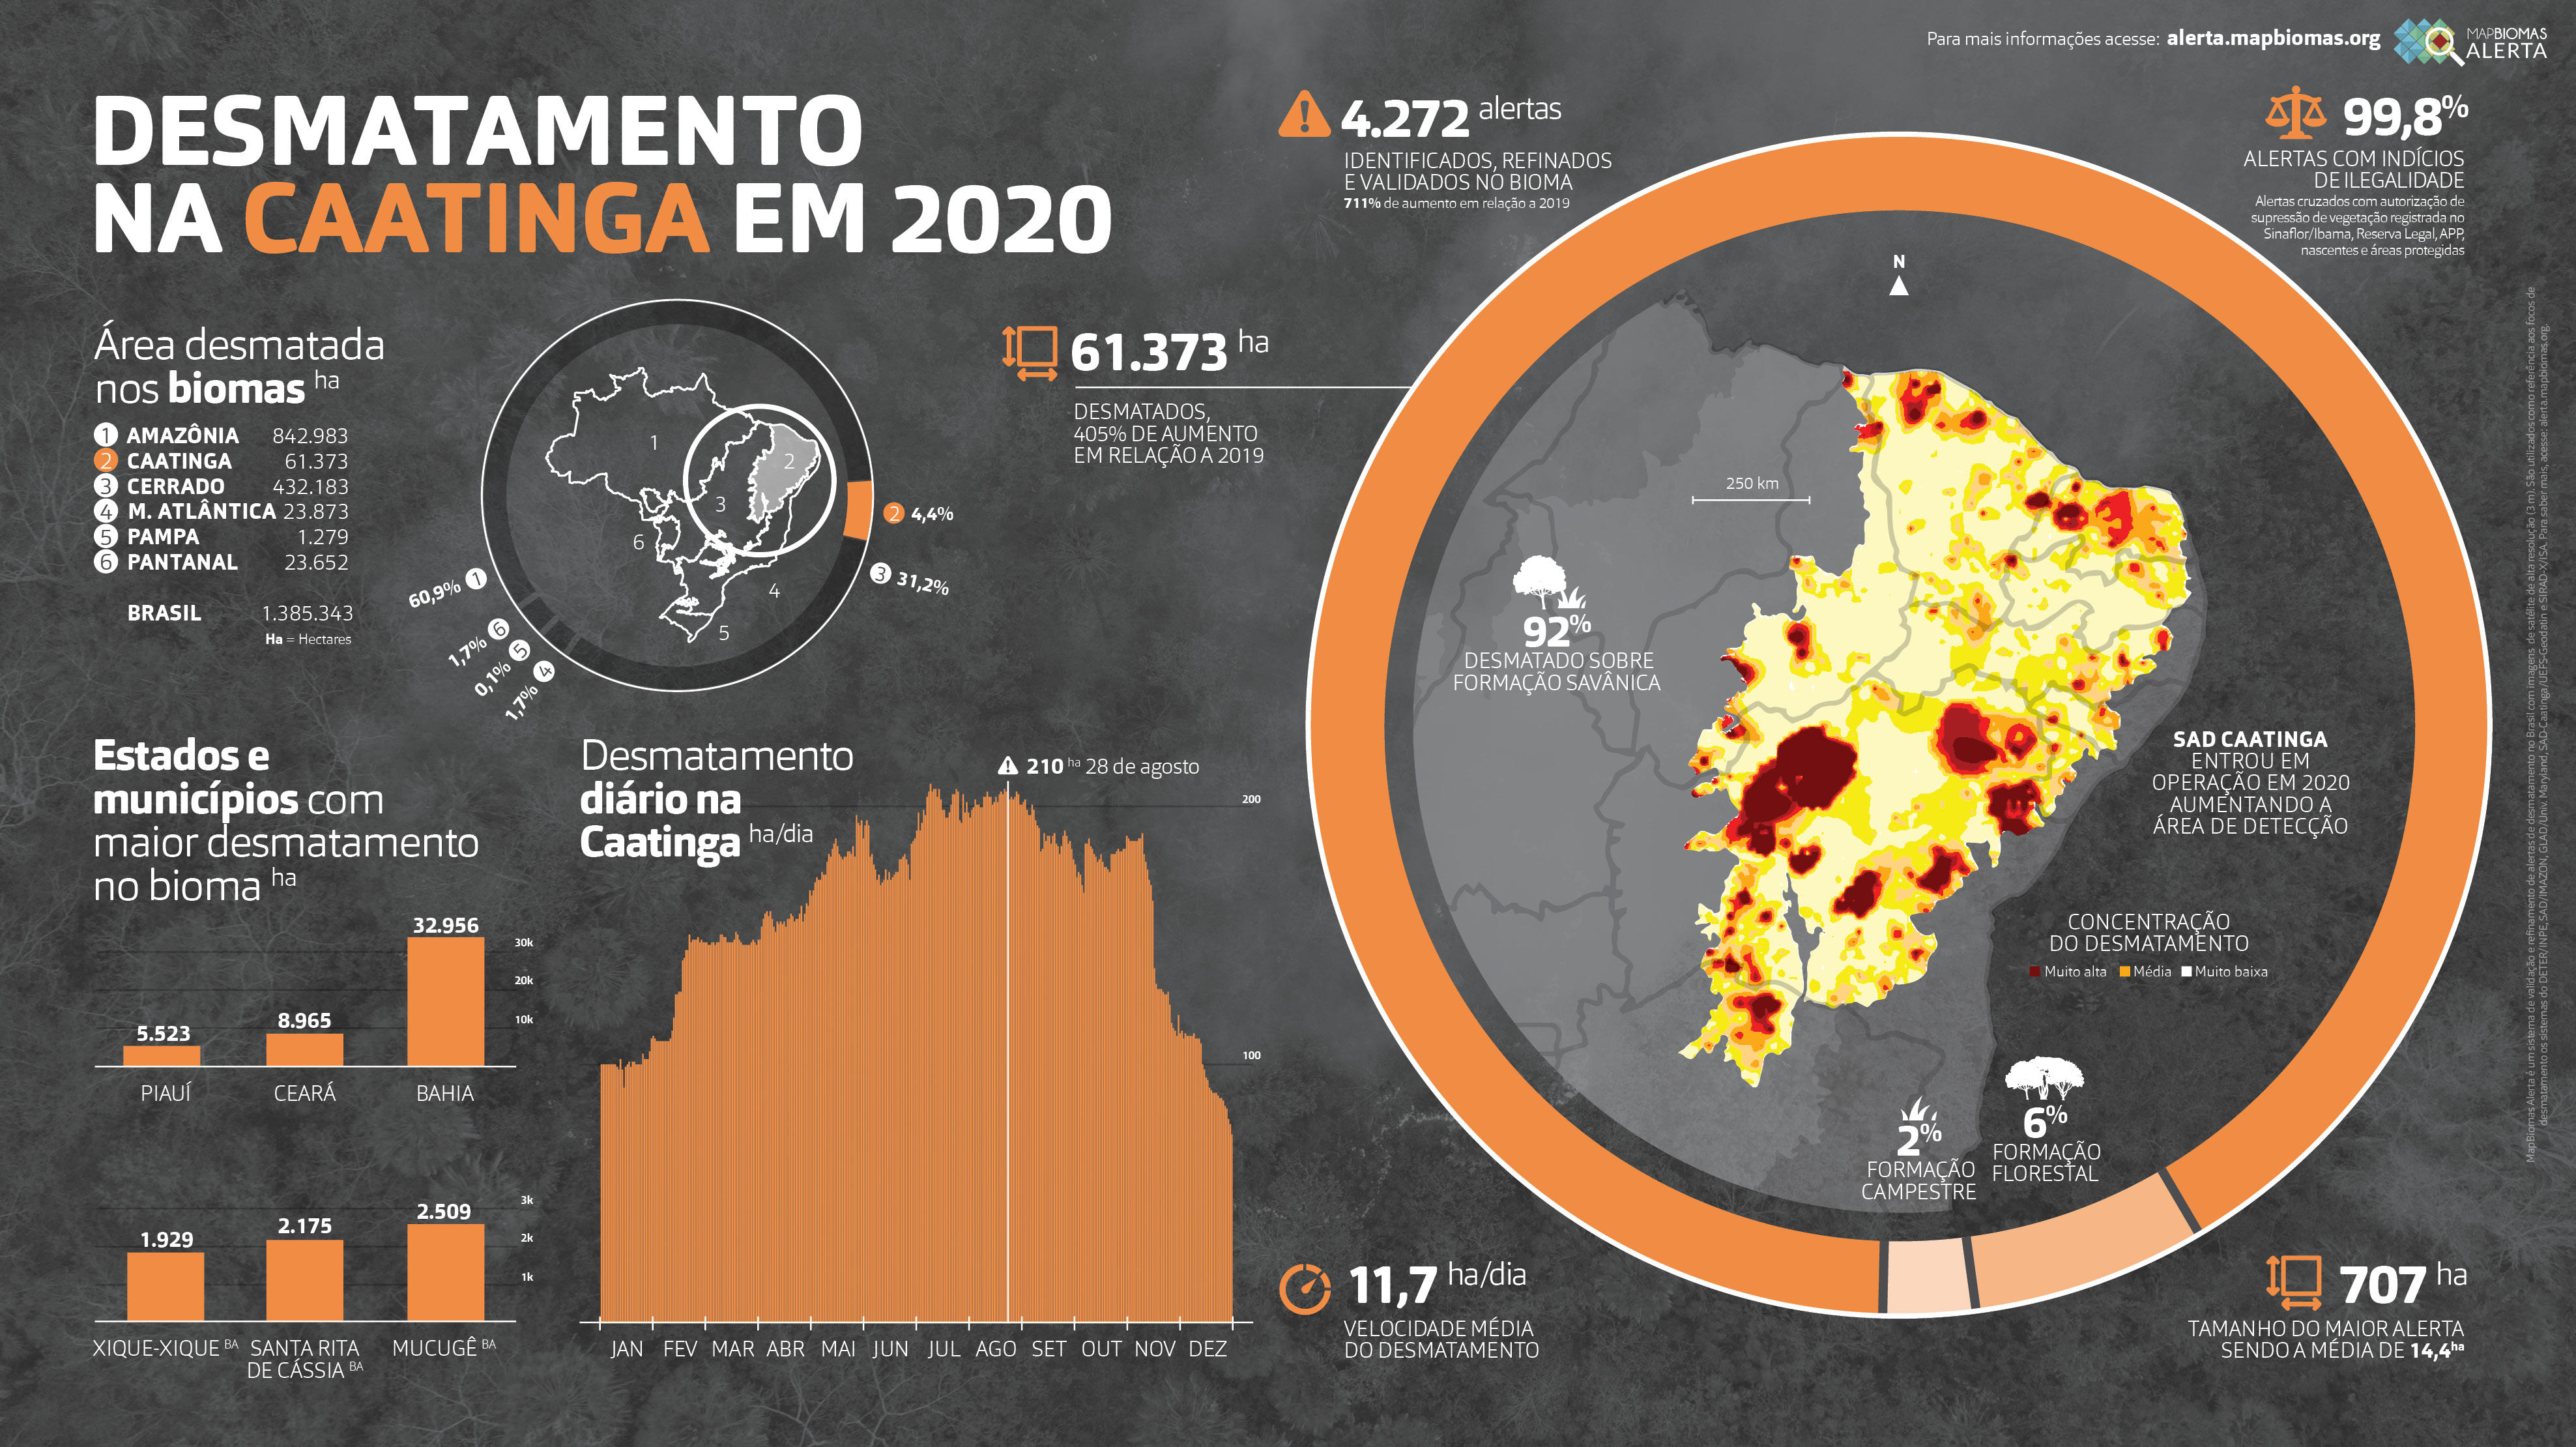 Para mais informações acesse: alerta.mapbiomas.org
MAPBIOMAS
ALERTA
DESMATAMENTO
NA CAATINGA EM 2020
4.272 alertas
IDENTIFICADOS, REFINADOS
E VALIDADOS NO BIOMA
711% de aumento em relação a 2019
99,8%
ALERTAS COM INDÍCIOS
DE ILEGALIDADE
Alertas cruzados com autorização de
supressão de vegetação registrada no
Sinaflor/Ibama, Reserva Legal, APP,
nascentes e áreas protegidas
Área desmatada
nos biomas ha
1 AMAZÔNIA 842.983
2 CAATINGA 61.373
3 CERRADO 432.183
4 M. ATLÂNTICA 23.873
5 PAMPA 1.279
6 PANTANAL 23.652
BRASIL 1.385.343
Ha = Hectares
1
2
3
6
4
5
2 4,4%
3 31,2%
60,9% 1
1,7% 6
0,1% 5
1,7% 4
61.373 ha
DESMATADOS,
405% DE AUMENTO
EM RELAÇÃO A 2019
N
250 km
92%
DESMATADO SOBRE
FORMAÇÃO SAVÂNICA
SAD CAATINGA
ENTROU EM
OPERAÇÃO EM 2020
AUMENTANDO A
ÁREA DE DETECÇÃO
CONCENTRAÇÃO
DO DESMATAMENTO
Muito alta Média Muito baixa
2%
FORMAÇÃO
CAMPESTRE
6%
FORMAÇÃO
FLORESTAL
Estados e
municípios com
maior desmatamento
no bioma ha
32.956
30k
20k
8.965
10k
5.523
PIAUÍ CEARÁ BAHIA
3k
2.509
2.175
2k
1.929
1k
XIQUE-XIQUE BA SANTA RITA DE CÁSSIA BA MUCUGÊ BA
Desmatamento
diário na
Caatinga ha/dia
210 ha 28 de agosto
200
100
JAN FEV MAR ABR MAI JUN JUL AGO SET OUT NOV DEZ
11,7 ha/dia
VELOCIDADE MÉDIA
DO DESMATAMENTO
707 ha
TAMANHO DO MAIOR ALERTA
SENDO A MÉDIA DE 14,4ha
MapBiomas Alerta é um sistema de validação e refinamento de alertas de desmatamento no Brasil com imagens de satélite de alta resolução (3 m). São utilizados como referência aos focos de
desmatamento os sistemas do DETER/INPE, SAD/IMAZON, GLAD/Univ. Maryland, SAD-Caatinga/UEFS-Geodatin e SIRAD-X/ISA. Para saber mais, acesse: alerta.mapbiomas.org.